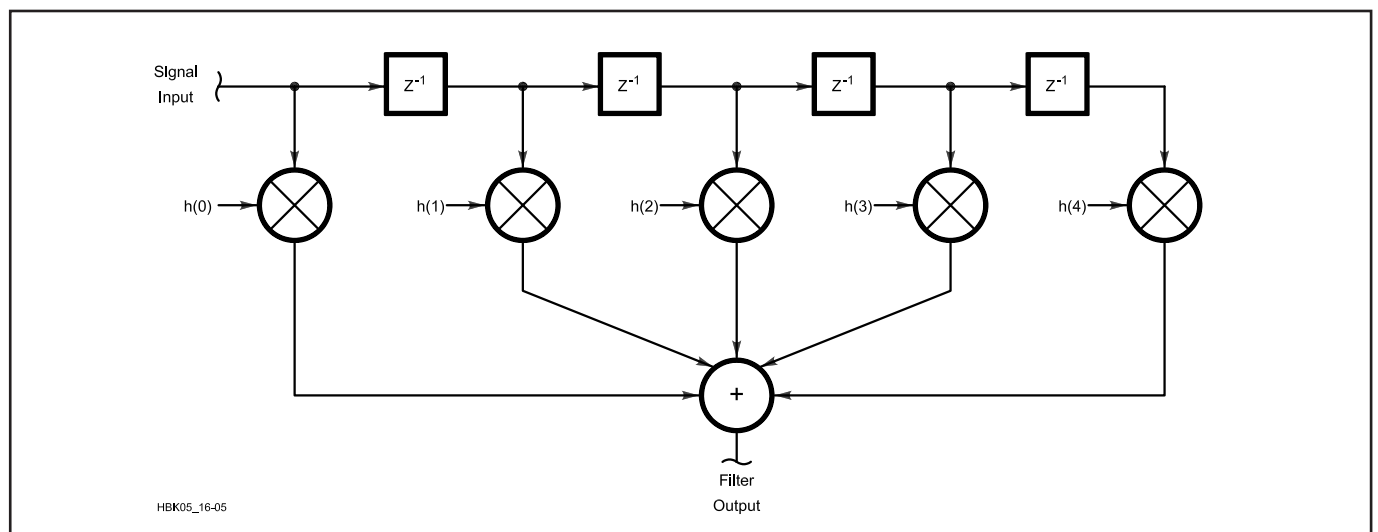 Signal
Input
Z⁻¹
Z⁻¹
Z⁻¹
Z⁻¹
h(0)
h(1)
h(2)
h(3)
h(4)
+
Filter
Output
HBK05_16-05